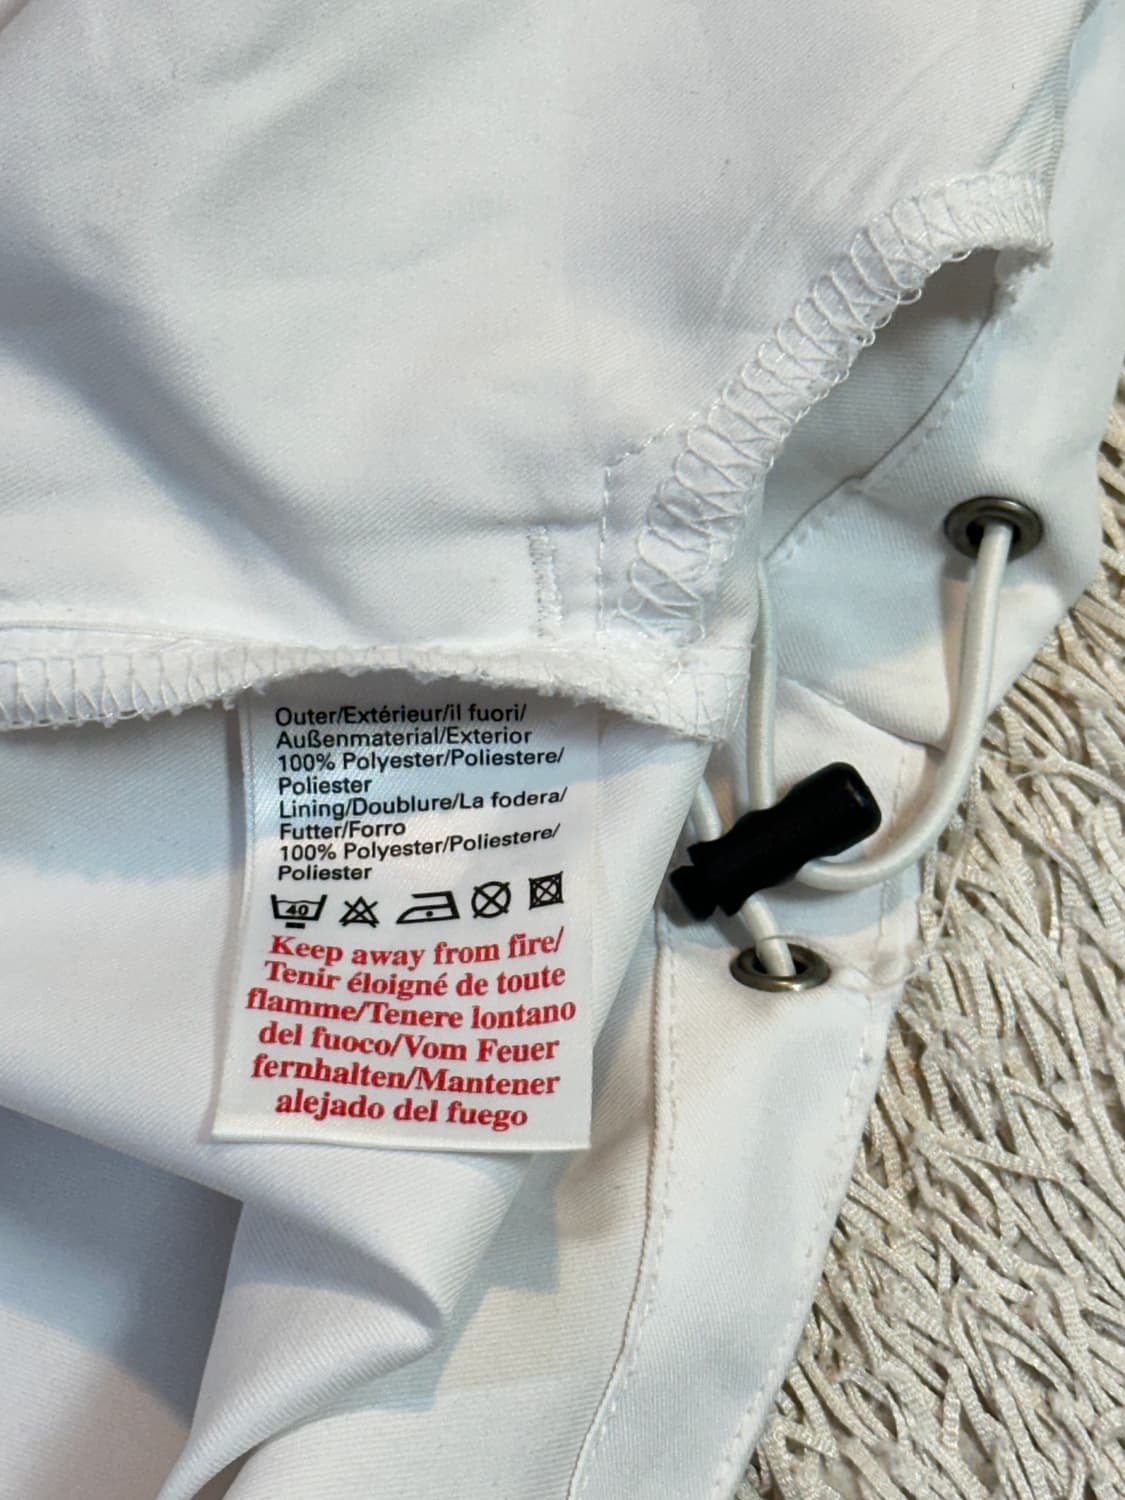 Outer/Extérieur/il fuori/
Außenmaterial/Exterior
100% Polyester/Poliestere/
Poliester
Lining/Doublure/La fodera/
Futter/Forro
100% Polyester/Poliestere/
Poliester
40
Keep away from fire/
Tenir éloigné de toute
flamme/Tenere lontano
del fuoco/Vom Feuer
fernhalten/Mantener
alejado del fuego